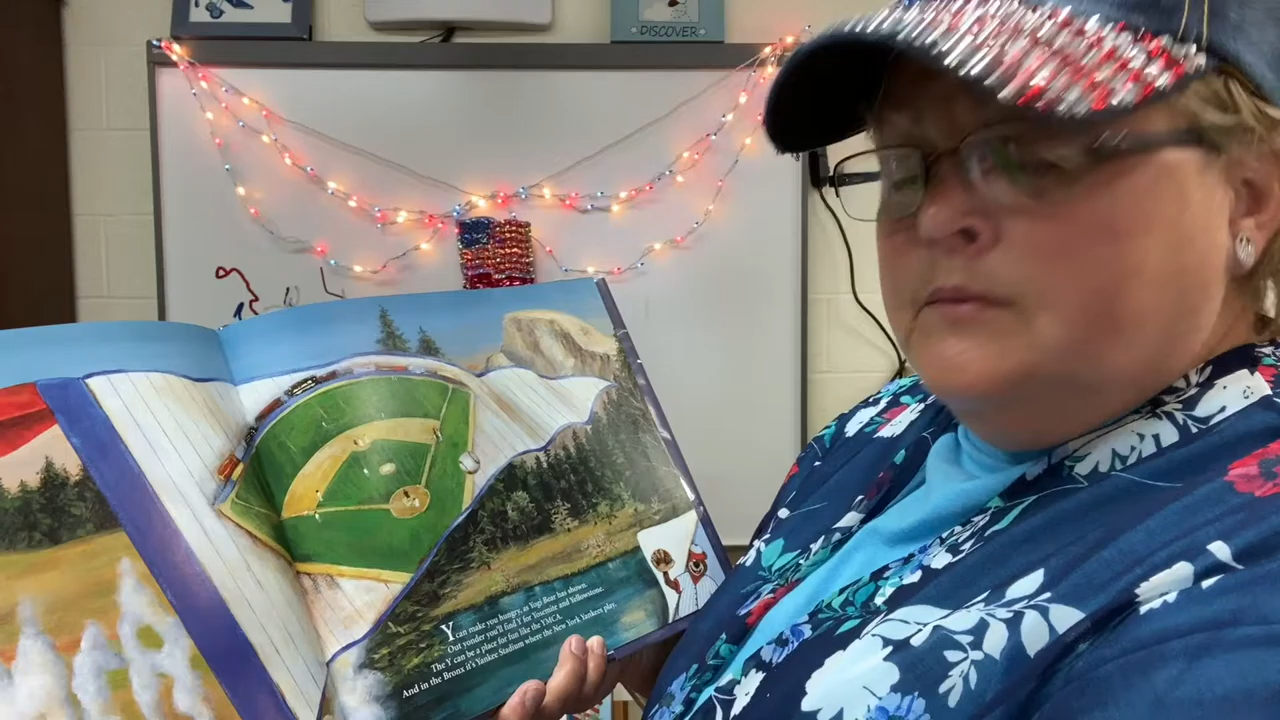 DISCOVER
Y can make you hungry, as Yogi Bear has shown.
Out yonder you'll find Y for Yosemite and Yellowstone.
The Y can be a place for fun like the YMCA.
And in the Bronx it's Yankee Stadium where the New York Yankees play.